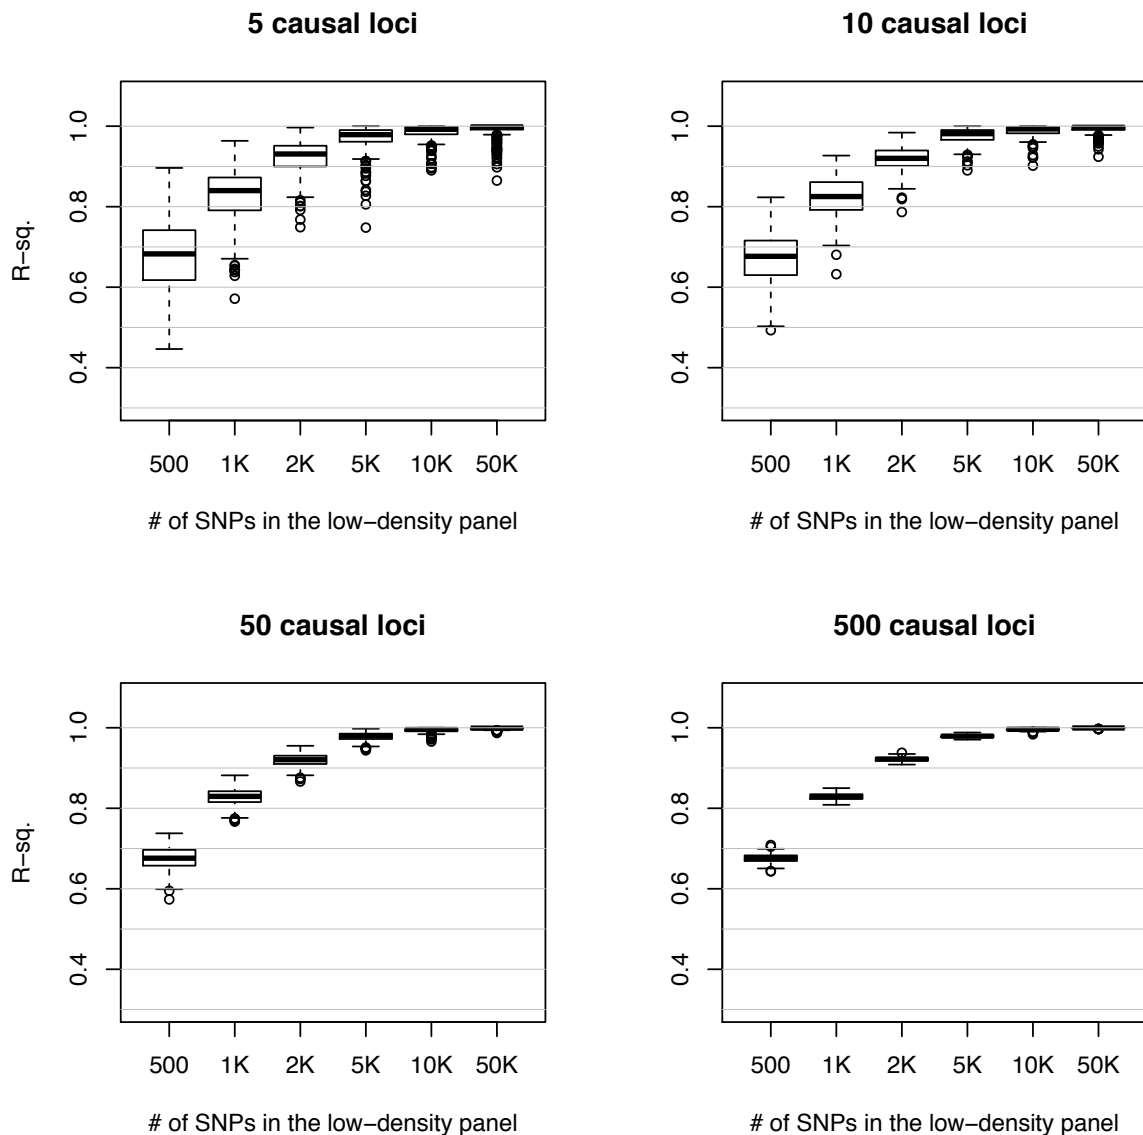 5 causal loci
R−sq.
1.0
0.8
0.6
0.4
500 1K 2K 5K 10K 50K
# of SNPs in the low−density panel
10 causal loci
1.0
0.8
0.6
0.4
500 1K 2K 5K 10K 50K
# of SNPs in the low−density panel
50 causal loci
R−sq.
1.0
0.8
0.6
0.4
500 1K 2K 5K 10K 50K
# of SNPs in the low−density panel
500 causal loci
1.0
0.8
0.6
0.4
500 1K 2K 5K 10K 50K
# of SNPs in the low−density panel